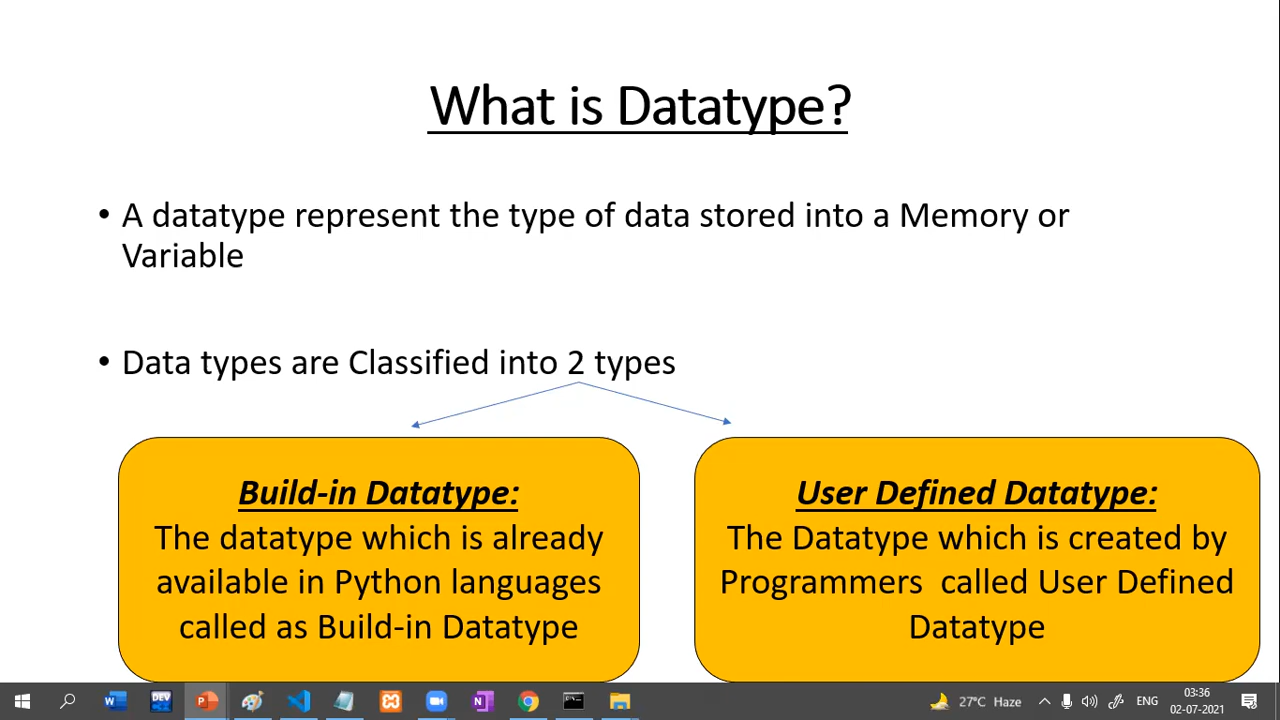 What is Datatype?
• A datatype represent the type of data stored into a Memory or
Variable
• Data types are Classified into 2 types
Build-in Datatype:
The datatype which is already
available in Python languages
called as Build-in Datatype
User Defined Datatype:
The Datatype which is created by
Programmers called User Defined
Datatype
DEV
27°C Haze
ENG
03:36
02-07-2021